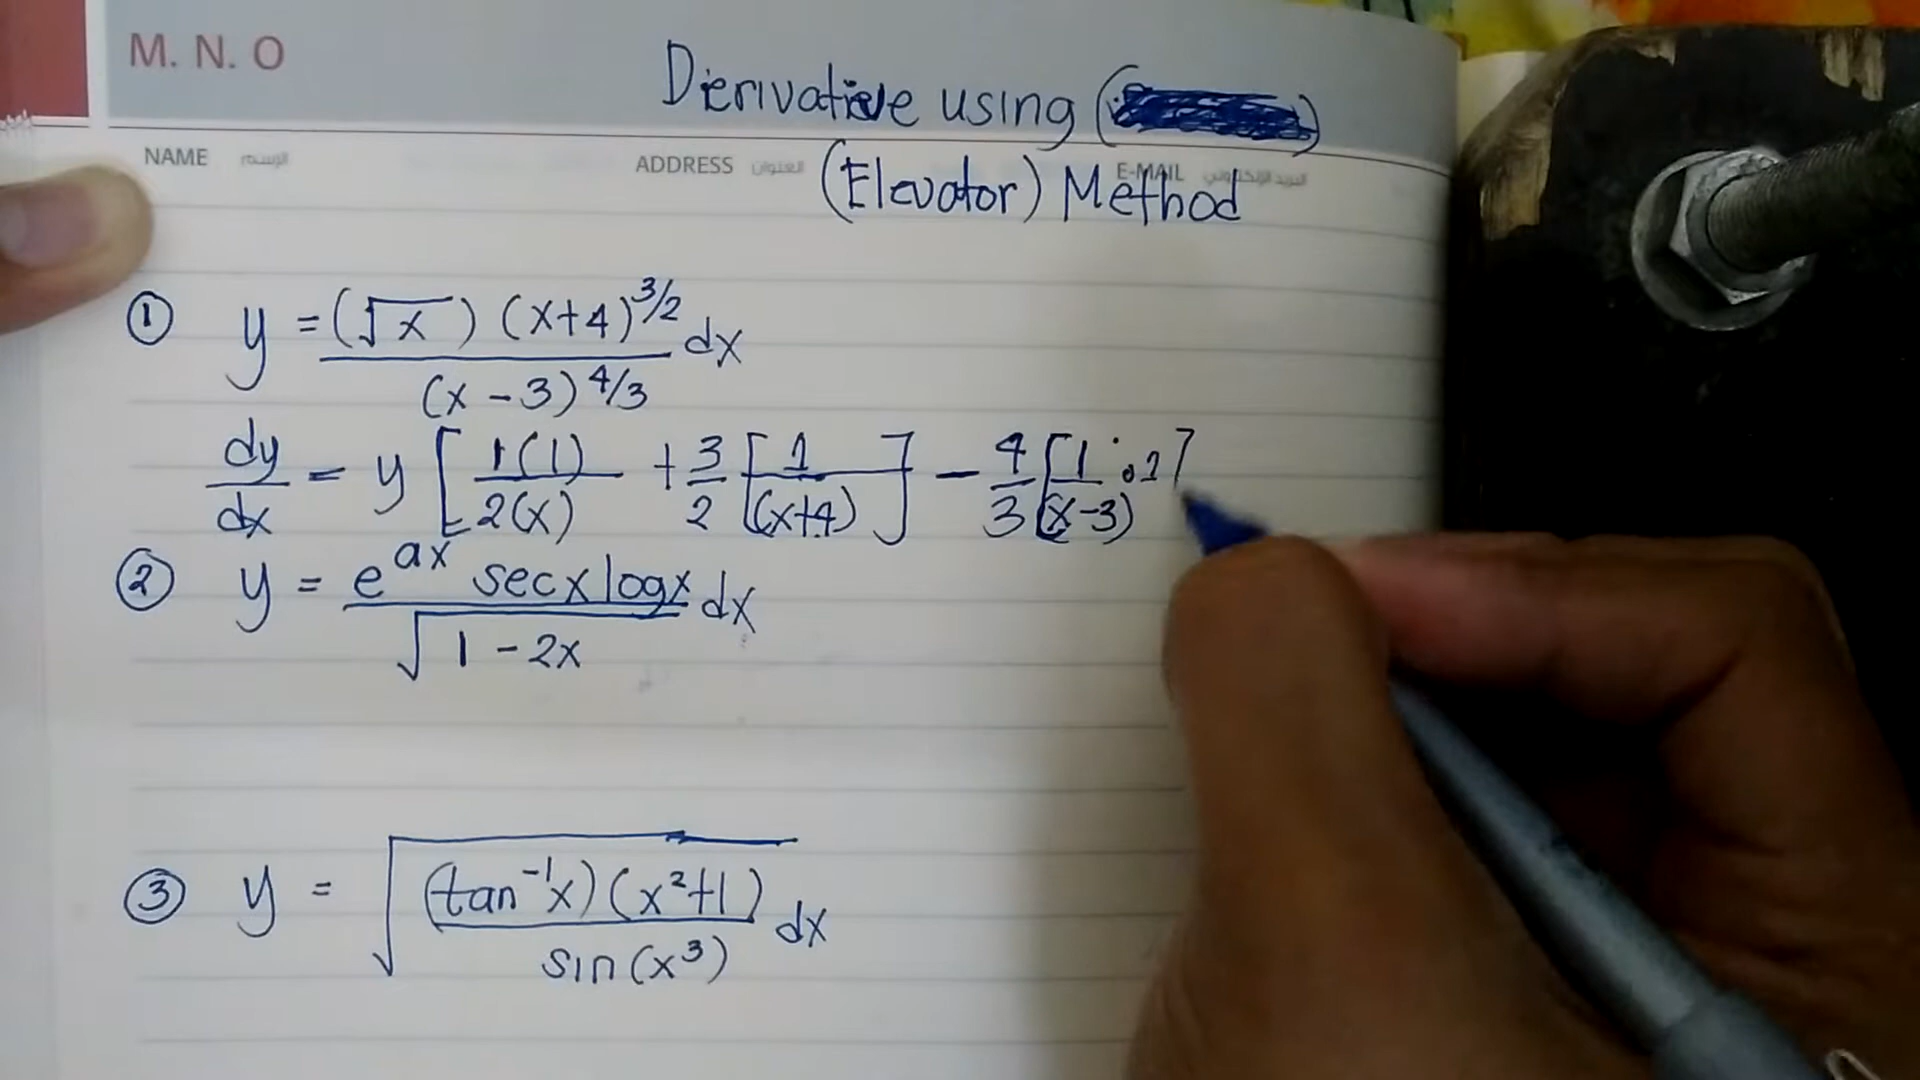 M. N. O
Derivative using (
NAME الإسم ADDRESS العنوان E-MAIL البريد الإلكتروني
(Elevator) Method
① y = (√x) (x+4)^3/2 / (x - 3)^4/3 dx
dy/dx = y [ 1(1)/2(x) + 3/2 [1/(x+4)] - 4/3 [1/(x-3) . 1]
② y = e^ax secx logx / √1-2x dx
③ y = √(tan⁻¹x)(x²+1) / sin(x³) dx